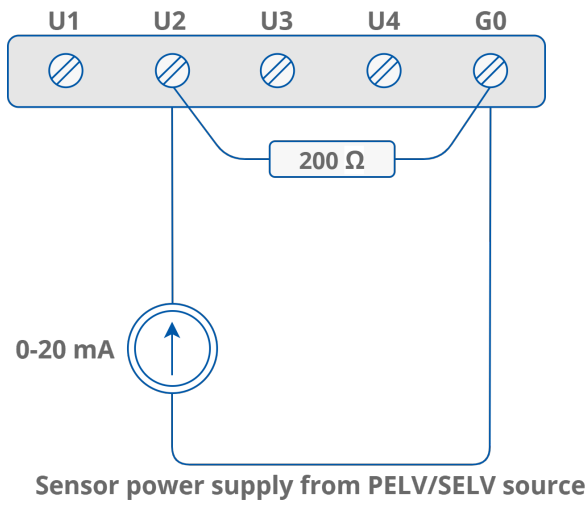 U1 U2 U3 U4 G0
200 Ω
0-20 mA
Sensor power supply from PELV/SELV source